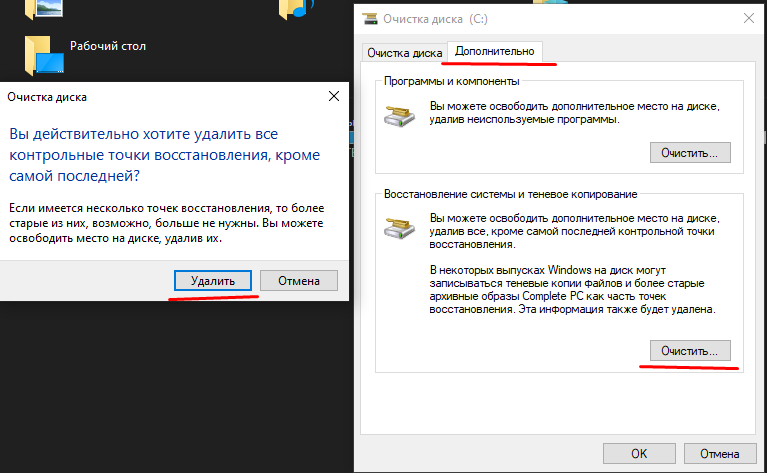 Рабочий стол
Очистка диска
Вы действительно хотите удалить все
контрольные точки восстановления, кроме
самой последней?
Если имеется несколько точек восстановления, то более
старые из них, возможно, больше не нужны. Вы можете
освободить место на диске, удалив их.
Удалить
Отмена
Очистка диска (C:)
Очистка диска
Дополнительно
Программы и компоненты
Вы можете освободить дополнительное место на диске,
удалив неиспользуемые программы.
Очистить...
Восстановление системы и теневое копирование
Вы можете освободить дополнительное место на диске,
удалив все, кроме самой последней контрольной точки
восстановления.
В некоторых выпусках Windows на диск могут
записываться теневые копии файлов и более старые
архивные образы Complete PC как часть точек
восстановления. Эта информация также будет удалена.
Очистить...
OK
Отмена